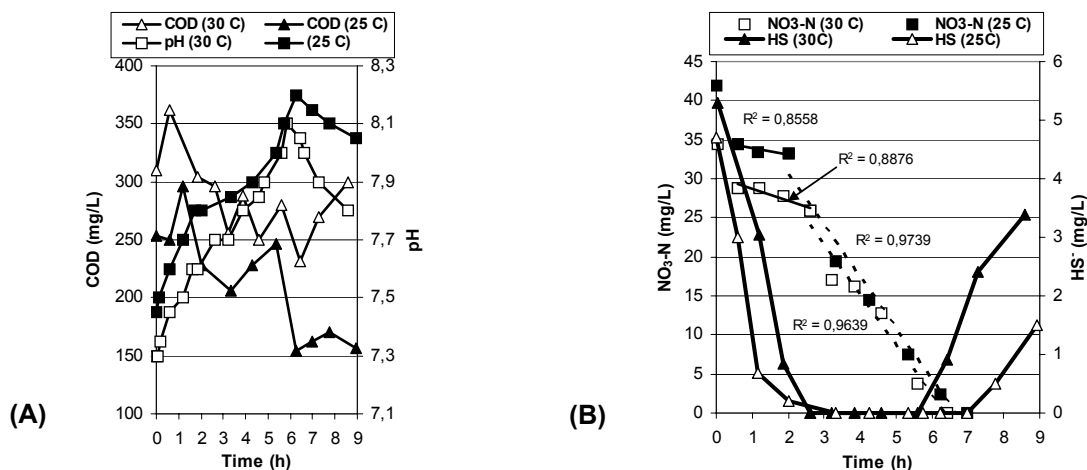 COD (30 C) COD (25 C)
pH (30 C) (25 C)
400
350
300
250
200
150
100
COD (mg/L)
8,3
8,1
7,9
7,7
7,5
7,3
7,1
pH
0 1 2 3 4 5 6 7 8 9
Time (h)
(A)
NO3-N (30 C) NO3-N (25 C)
HS (30C) HS (25C)
45
40
35
30
25
20
15
10
5
0
NO₃-N (mg/L)
6
5
4
3
2
1
0
HS⁻ (mg/L)
R² = 0,8558
R² = 0,8876
R² = 0,9739
R² = 0,9639
0 1 2 3 4 5 6 7 8 9
Time (h)
(B)